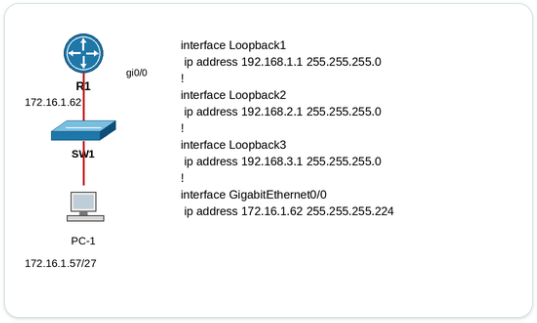 R1
gi0/0
172.16.1.62
SW1
PC-1
172.16.1.57/27
interface Loopback1
ip address 192.168.1.1 255.255.255.0
!
interface Loopback2
ip address 192.168.2.1 255.255.255.0
!
interface Loopback3
ip address 192.168.3.1 255.255.255.0
!
interface GigabitEthernet0/0
ip address 172.16.1.62 255.255.255.224